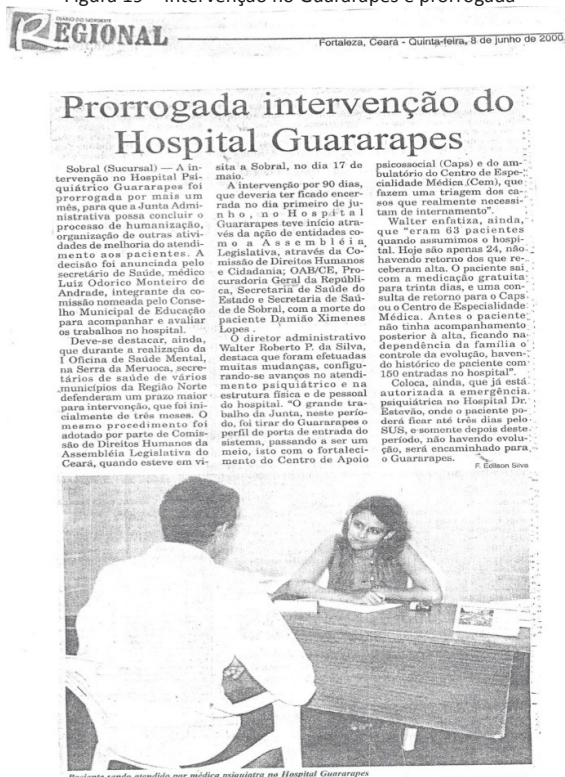 Figura 19 – Intervenção no Guararapes é prorrogada
DIÁRIO DO NORDESTE
REGIONAL
Fortaleza, Ceará - Quinta-feira, 8 de junho de 2000
Prorrogada intervenção do
Hospital Guararapes
Sobral (Sucursal) — A in-
tervenção no Hospital Psi-
quiátrico Guararapes foi
prorrogada por mais um
mês, para que a Junta Admi-
nistrativa possa concluir o
processo de humanização,
organização de outras ativi-
dades de melhoria do atendi-
mento aos pacientes. A
decisão foi anunciada pelo
secretário de Saúde, médico
Luiz Odorico Monteiro de
Andrade, integrante da co-
missão nomeada pelo Conse-
lho Municipal de Educação
para acompanhar e avaliar
os trabalhos no hospital.
Deve-se destacar, ainda,
que durante a realização da
I Oficina de Saúde Mental,
na Serra da Meruoca, secre-
tários de saúde de vários
municípios da Região Norte
defenderam um prazo maior
para intervenção, que foi ini-
cialmente de três meses. O
mesmo procedimento foi
adotado por parte de Comis-
são de Direitos Humanos da
Assembléia Legislativa do
Ceará, quando esteve em vi-
sita a Sobral, no dia 17 de
maio.
A intervenção por 90 dias,
que deveria ter ficado encer-
rada no dia primeiro de ju-
nho, no Hospital
Guararapes teve início atra-
vés da ação de entidades co-
mo a Assembléia
Legislativa, através da Co-
missão de Direitos Humanos
e Cidadania; OAB/CE, Pro-
curadoria Geral da Repúbli-
ca, Secretaria de Saúde do
Estado e Secretaria de Saú-
de de Sobral, com a morte do
paciente Damião Ximenes
Lopes .
O diretor administrativo
Walter Roberto P. da Silva,
destaca que foram efetuadas
muitas mudanças, configu-
rando-se avanços no atendi-
mento psiquiátrico e na
estrutura física e de pessoal
do hospital. “O grande tra-
balho da Junta, neste perío-
do, foi tirar do Guararapes o
perfil de porta de entrada do
sistema, passando a ser um
meio, isto com o fortaleci-
mento do Centro de Apoio
psicossocial (Caps) e do am-
bulatório do Centro de Espe-
cialidade Médica (Cem), que
fazem uma triagem dos ca-
sos que realmente necessi-
tam de internamento”.
Walter enfatiza, ainda,
que “eram 63 pacientes
quando assumimos o hospi-
tal. Hoje são apenas 24, não
havendo retorno dos que re-
ceberam alta. O paciente sai
com a medicação gratuita
para trinta dias, e uma con-
sulta de retorno para o Caps
ou o Centro de Especialidade
Médica. Antes o paciente
não tinha acompanhamento
posterior à alta, ficando na
dependência da família o
controle da evolução, haven-
do histórico de paciente com
150 entradas no hospital”.
Coloca, ainda, que já está
autorizada a emergência
psiquiátrica no Hospital Dr.
Estevão, onde o paciente po-
derá ficar até três dias pelo
SUS, e somente depois deste
período, não havendo evolu-
ção, será encaminhado para
o Guararapes.
F. Edilson Silva
Paciente sendo atendido por médica psiquiatra no Hospital Guararapes